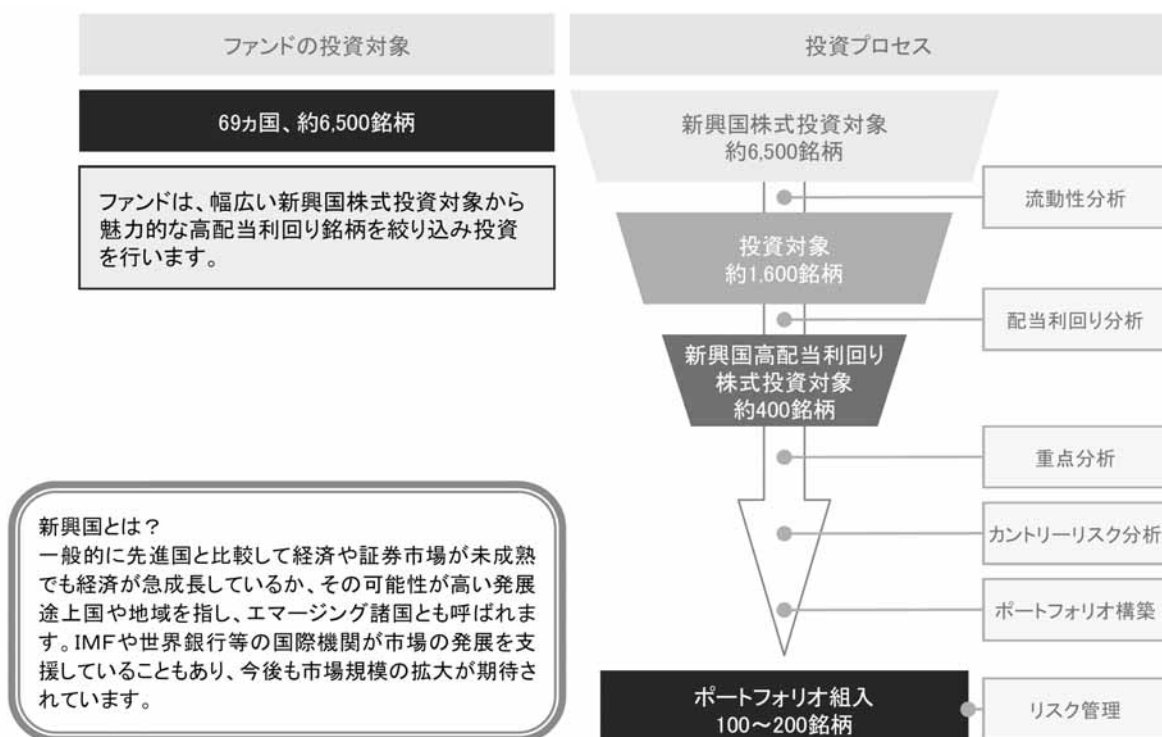 ファンドの投資対象
69ヵ国、約6,500銘柄
ファンドは、幅広い新興国株式投資対象から
魅力的な高配当利回り銘柄を絞り込み投資
を行います。
新興国とは？
一般的に先進国と比較して経済や証券市場が未成熟
でも経済が急成長しているか、その可能性が高い発展
途上国や地域を指し、エマージング諸国とも呼ばれま
す。IMFや世界銀行等の国際機関が市場の発展を支
援していることもあり、今後も市場規模の拡大が期待さ
れています。
投資プロセス
新興国株式投資対象
約6,500銘柄
流動性分析
投資対象
約1,600銘柄
配当利回り分析
新興国高配当利回り
株式投資対象
約400銘柄
重点分析
カントリーリスク分析
ポートフォリオ構築
ポートフォリオ組入
100～200銘柄
リスク管理